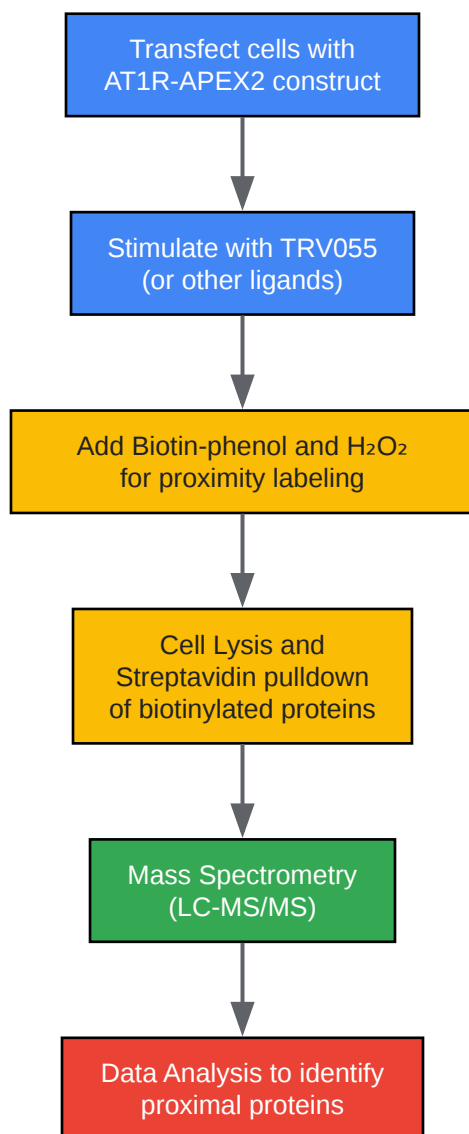 Transfect cells with
AT1R-APEX2 construct
Stimulate with TRV055
(or other ligands)
Add Biotin-phenol and H₂O₂
for proximity labeling
Cell Lysis and
Streptavidin pulldown
of biotinylated proteins
Mass Spectrometry
(LC-MS/MS)
Data Analysis to identify
proximal proteins